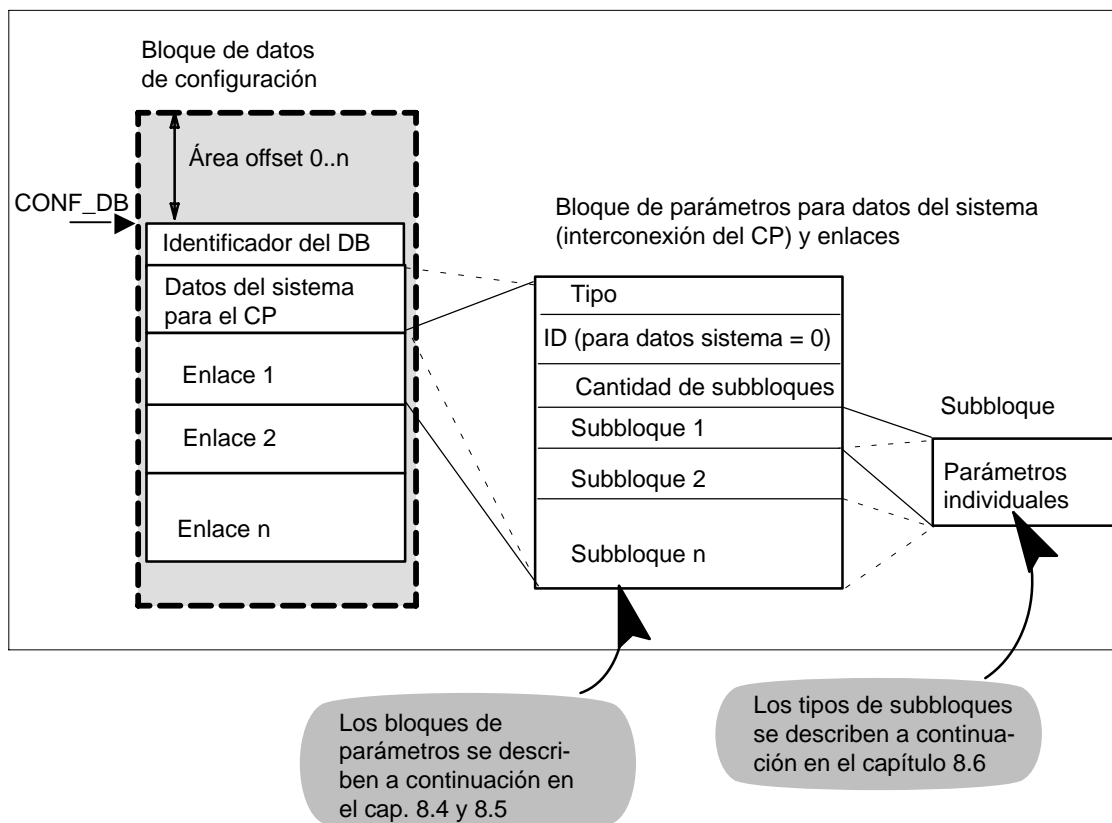 Bloque de datos
de configuración
Área offset 0..n
CONF_DB
Identificador del DB
Datos del sistema
para el CP
Enlace 1
Enlace 2
Enlace n
Bloque de parámetros para datos del sistema
(interconexión del CP) y enlaces
Tipo
ID (para datos sistema = 0)
Cantidad de subbloques
Subbloque 1
Subbloque 2
Subbloque n
Subbloque
Parámetros
individuales
Los bloques de
parámetros se descri-
ben a continuación en
el cap. 8.4 y 8.5
Los tipos de subbloques
se describen a continua-
ción en el capítulo 8.6